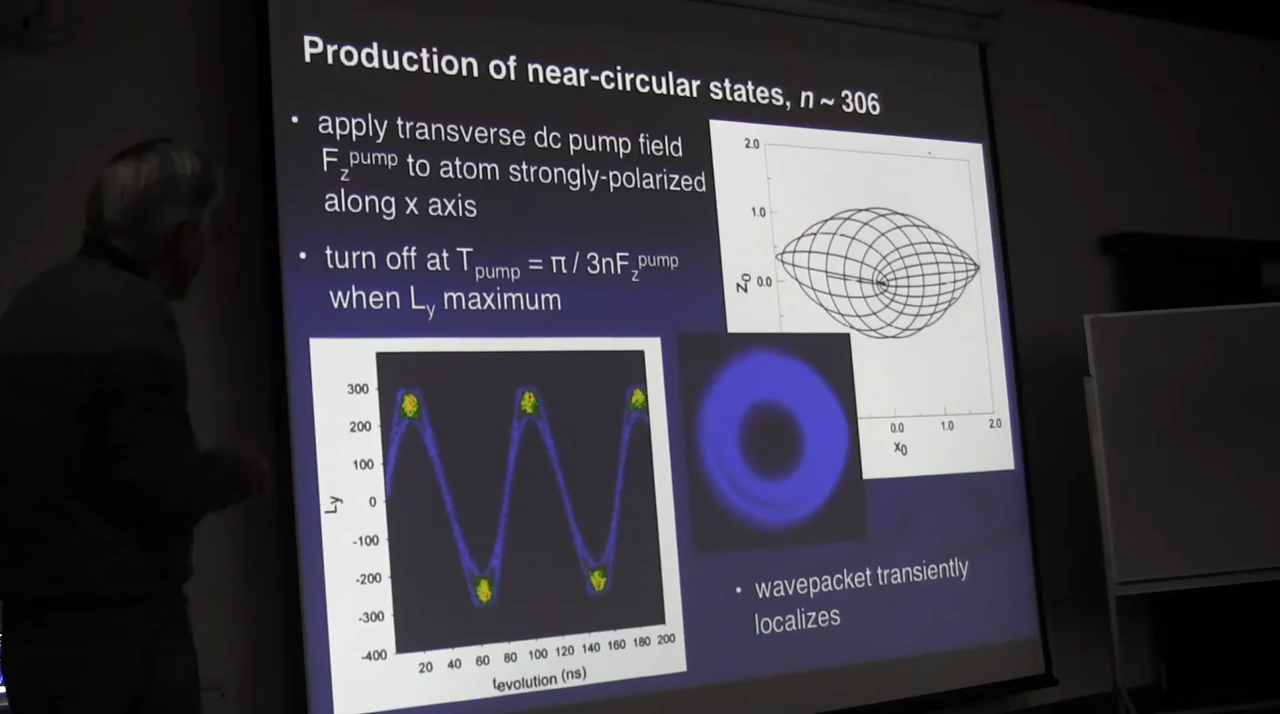 Production of near-circular states, n ~ 306
• apply transverse dc pump field
F_z^pump to atom strongly-polarized
along x axis
• turn off at T_pump = π / 3nF_z^pump
when L_y maximum
2.0
1.0
0.0
Z₀
0.0 1.0 2.0
X₀
300
200
100
0
-100
-200
-300
-400
Ly
20 40 60 80 100 120 140 160 180 200
t_evolution (ns)
• wavepacket transiently
localizes